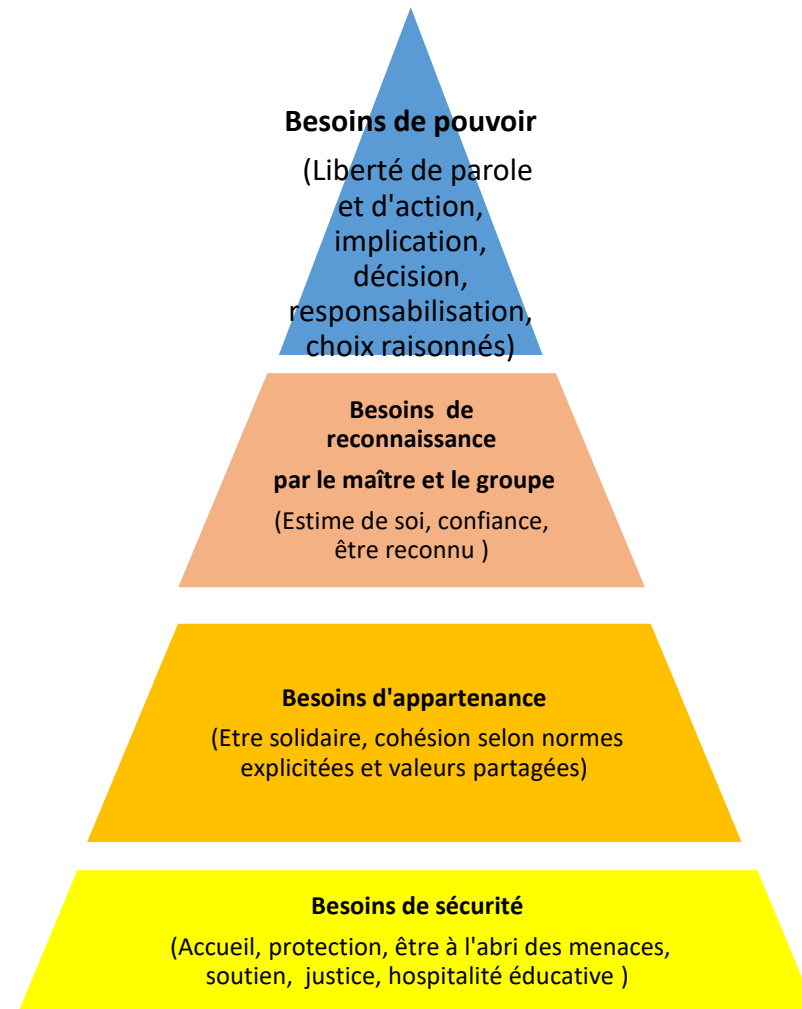 Besoins de pouvoir
(Liberté de parole
et d'action,
implication,
décision,
responsabilisation,
choix raisonnés)
Besoins de
reconnaissance
par le maître et le groupe
(Estime de soi, confiance,
être reconnu )
Besoins d'appartenance
(Etre solidaire, cohésion selon normes
explicitées et valeurs partagées)
Besoins de sécurité
(Accueil, protection, être à l'abri des menaces,
soutien, justice, hospitalité éducative )